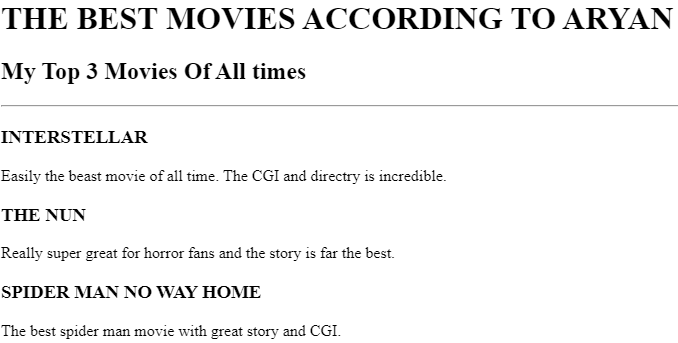 THE BEST MOVIES ACCORDING TO ARYAN
My Top 3 Movies Of All times
INTERSTELLAR
Easily the beast movie of all time. The CGI and directry is incredible.
THE NUN
Really super great for horror fans and the story is far the best.
SPIDER MAN NO WAY HOME
The best spider man movie with great story and CGI.